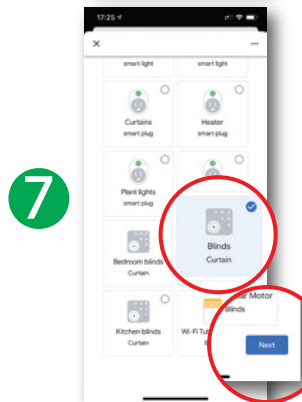 17:25
7
smart light
smart light
Curtains
smart plug
Heater
smart plug
Plant lights
smart plug
Blinds
Curtain
Bedroom blinds
Curtain
Motor
Blinds
Kitchen blinds
Curtain
Wi-Fi
Next